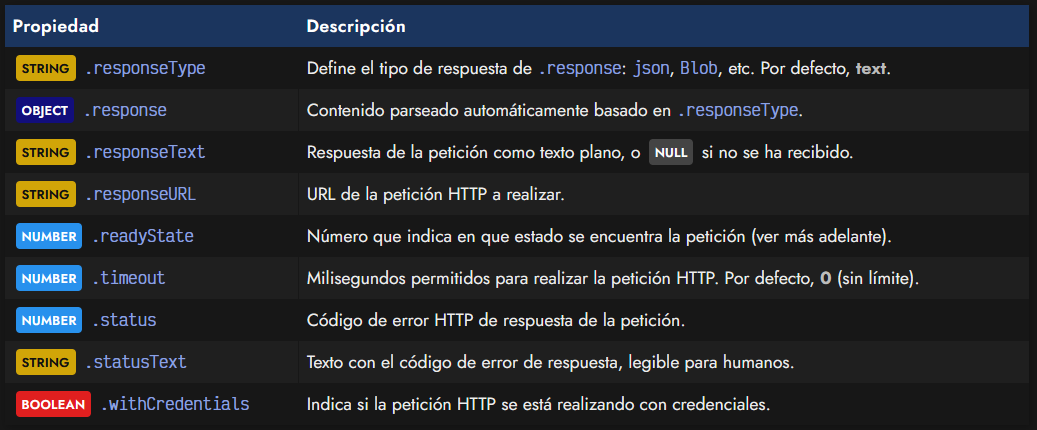 Propiedad Descripción
STRING .responseType Define el tipo de respuesta de .response: json, Blob, etc. Por defecto, text.
OBJECT .response Contenido parseado automáticamente basado en .responseType.
STRING .responseText Respuesta de la petición como texto plano, o NULL si no se ha recibido.
STRING .responseURL URL de la petición HTTP a realizar.
NUMBER .readyState Número que indica en que estado se encuentra la petición (ver más adelante).
NUMBER .timeout Milisegundos permitidos para realizar la petición HTTP. Por defecto, 0 (sin límite).
NUMBER .status Código de error HTTP de respuesta de la petición.
STRING .statusText Texto con el código de error de respuesta, legible para humanos.
BOOLEAN .withCredentials Indica si la petición HTTP se está realizando con credenciales.